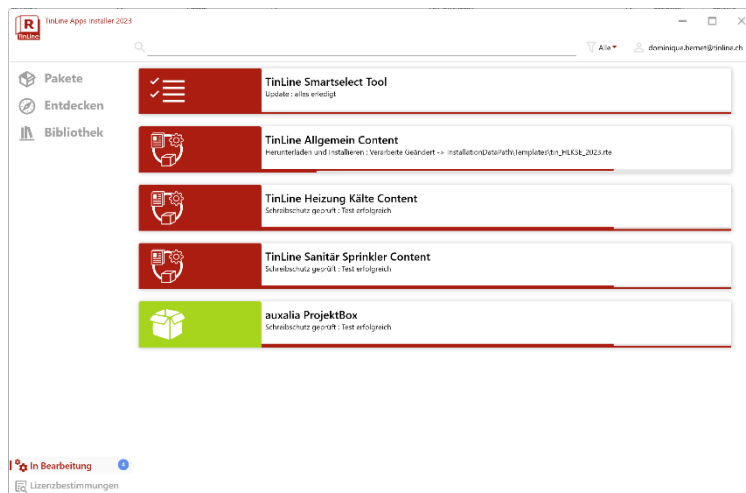 R
TinLine
TinLine Apps Installer 2023
Alle
dominique.bernet@tinline.ch
Pakete
Entdecken
Bibliothek
TinLine Smartselect Tool
Update : alles erledigt
TinLine Allgemein Content
Herunterladen und Installieren : Verarbeite Geändert -> InstallationDataPath\Templates\tin_HLKSE_2023.rte
TinLine Heizung Kälte Content
Schreibschutz geprüft : Test erfolgreich
TinLine Sanitär Sprinkler Content
Schreibschutz geprüft : Test erfolgreich
auxalia ProjektBox
Schreibschutz geprüft : Test erfolgreich
In Bearbeitung 4
Lizenzbestimmungen